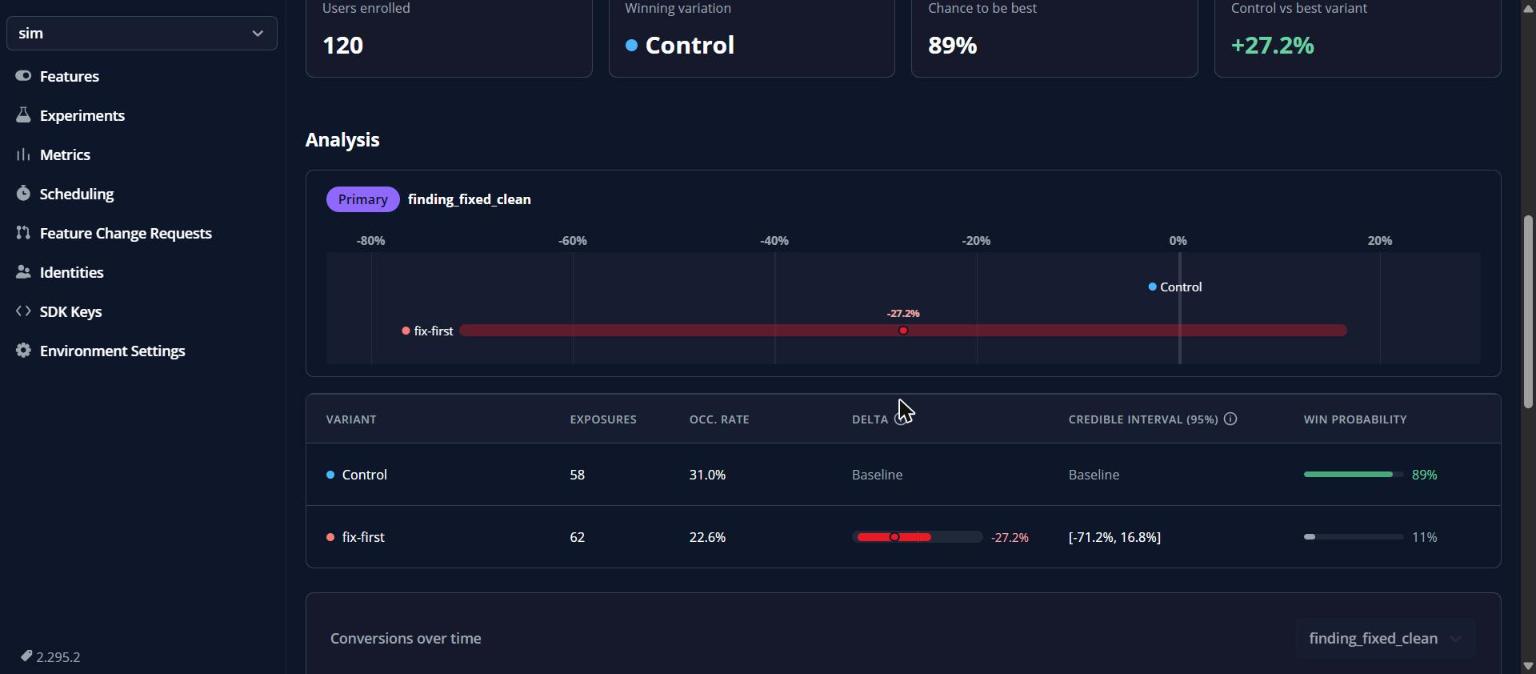 sim
Features
Experiments
Metrics
Scheduling
Feature Change Requests
Identities
SDK Keys
Environment Settings
2.295.2
Users enrolled
120
Winning variation
Control
Chance to be best
89%
Control vs best variant
+27.2%
Analysis
Primary finding_fixed_clean
-80% -60% -40% -20% 0% 20%
Control
-27.2%
fix-first
VARIANT EXPOSURES OCC. RATE DELTA CREDIBLE INTERVAL (95%) WIN PROBABILITY
Control 58 31.0% Baseline Baseline 89%
fix-first 62 22.6% -27.2% [-71.2%, 16.8%] 11%
Conversions over time finding_fixed_clean